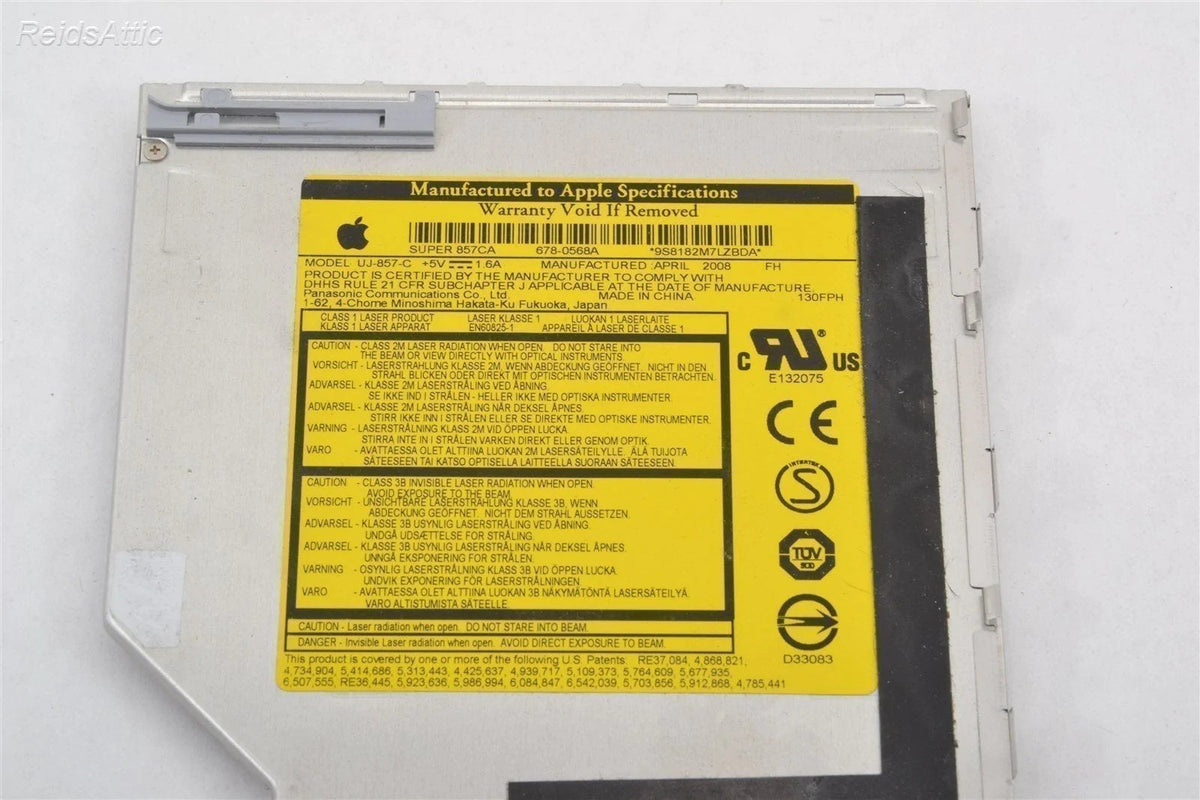 ReidsAttic
Manufactured to Apple Specifications
Warranty Void If Removed
SUPER 857CA 678-0568A *9S8182M7LZBDA*
MODEL UJ-857-C +5V 1.6A MANUFACTURED :APRIL 2008 FH
PRODUCT IS CERTIFIED BY THE MANUFACTURER TO COMPLY WITH
DHHS RULE 21 CFR SUBCHAPTER J APPLICABLE AT THE DATE OF MANUFACTURE.
Panasonic Communications Co., Ltd. MADE IN CHINA 130FPH
1-62, 4-Chome Minoshima Hakata-Ku Fukuoka, Japan
CLASS 1 LASER PRODUCT LASER KLASSE 1 LUOKAN 1 LASERLAITE
KLASS 1 LASER APPARAT EN60825-1 APPAREIL À LASER DE CLASSE 1
CAUTION - CLASS 2M LASER RADIATION WHEN OPEN. DO NOT STARE INTO
THE BEAM OR VIEW DIRECTLY WITH OPTICAL INSTRUMENTS.
VORSICHT - LASERSTRAHLUNG KLASSE 2M, WENN ABDECKUNG GEÖFFNET. NICHT IN DEN
STRAHL BLICKEN ODER DIREKT MIT OPTISCHEN INSTRUMENTEN BETRACHTEN.
ADVARSEL - KLASSE 2M LASERSTRÅLING VED ÅBNING.
SE IKKE IND I STRÅLEN - HELLER IKKE MED OPTISKA INSTRUMENTER.
ADVARSEL - KLASSE 2M LASERSTRÅLING NÅR DEKSEL ÅPNES.
STIRR IKKE INN I STRÅLEN ELLER SE DIREKTE MED OPTISKE INSTRUMENTER.
VARNING - LASERSTRÅLNING KLASS 2M VID ÖPPEN LUCKA.
STIRRA INTE IN I STRÅLEN VARKEN DIREKT ELLER GENOM OPTIK.
VARO - AVATTAESSA OLET ALTTIINA LUOKAN 2M LASERSÄTEILYLLE. ÄLÄ TUIJOTA
SÄTEESEEN TAI KATSO OPTISELLA LAITTEELLA SUORAAN SÄTEESEEN.
CAUTION - CLASS 3B INVISIBLE LASER RADIATION WHEN OPEN.
AVOID EXPOSURE TO THE BEAM.
VORSICHT - UNSICHTBARE LASERSTRAHLUNG KLASSE 3B, WENN
ABDECKUNG GEÖFFNET. NICHT DEM STRAHL AUSSETZEN.
ADVARSEL - KLASSE 3B USYNLIG LASERSTRÅLING VED ÅBNING.
UNDGÅ UDSÆTTELSE FOR STRÅLING.
ADVARSEL - KLASSE 3B USYNLIG LASERSTRÅLING NÅR DEKSEL ÅPNES.
UNNGÅ EKSPONERING FOR STRÅLEN.
VARNING - OSYNLIG LASERSTRÅLNING KLASS 3B VID ÖPPEN LUCKA.
UNDVIK EXPONERING FÖR LASERSTRÅLNINGEN.
VARO - AVATTAESSA OLET ALTTIINA LUOKAN 3B NÄKYMÄTÖNTÄ LASERSÄTEILYÄ.
VARO ALTISTUMISTA SÄTEELLE.
CAUTION - Laser radiation when open. DO NOT STARE INTO BEAM
DANGER - Invisible Laser radiation when open. AVOID DIRECT EXPOSURE TO BEAM.
This product is covered by one or more of the following U.S. Patents: RE37,084, 4,868,821,
4,734,904, 5,414,686, 5,313,443, 4,425,637, 4,939,717, 5,109,373, 5,764,609, 5,677,935,
6,507,555, RE36,445, 5,923,636, 5,986,994, 6,084,847, 6,542,039, 5,703,856, 5,912,868, 4,785,441
C RU ® US
E132075
CE
INTERTEK
S
TÜV
SÜD
D33083